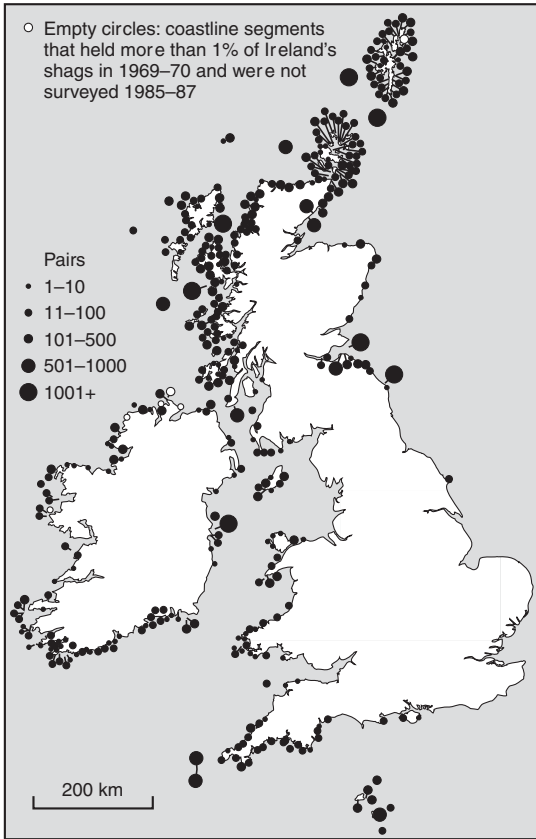 Empty circles: coastline segments
that held more than 1% of Ireland’s
shags in 1969–70 and were not
surveyed 1985–87
Pairs
1–10
11–100
101–500
501–1000
1001+
200 km